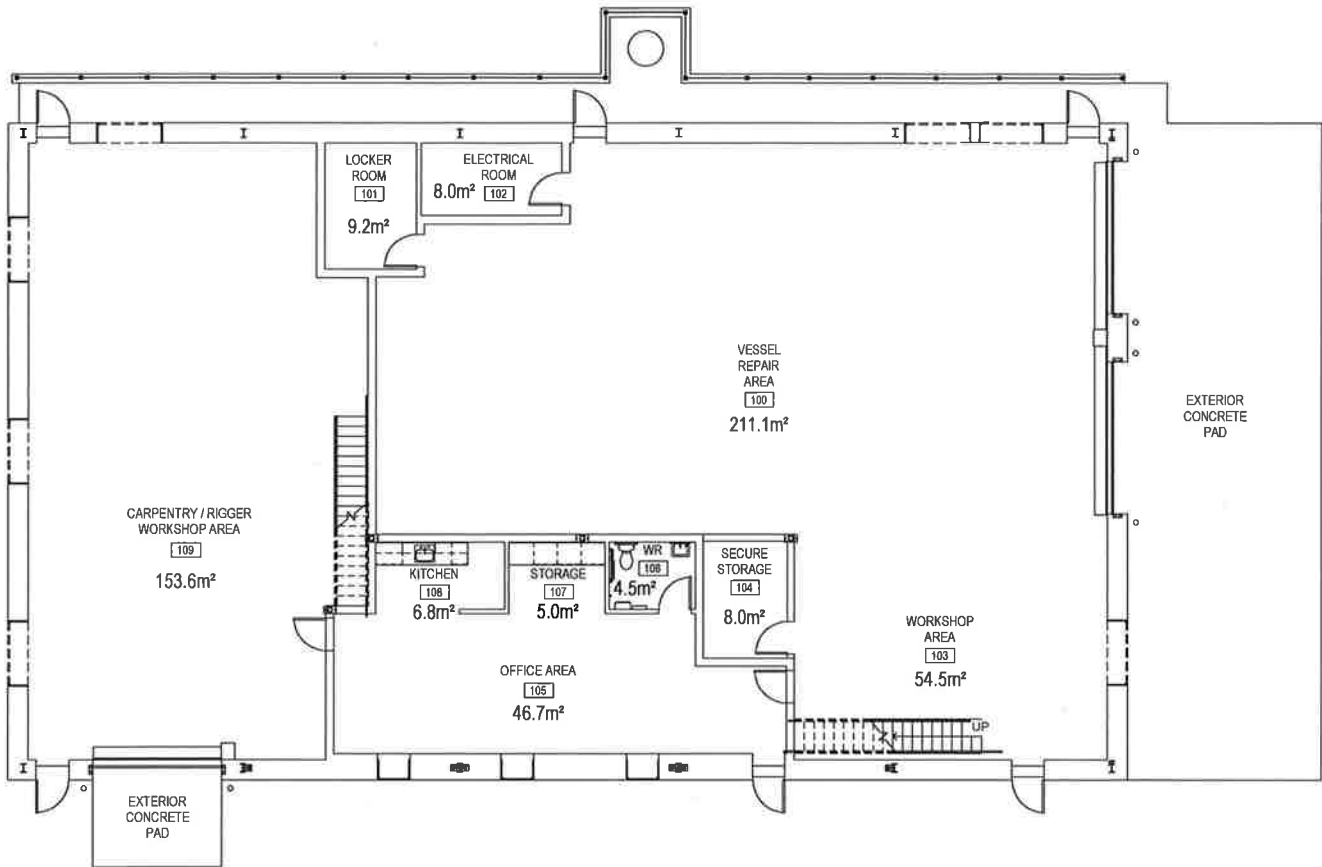 LOCKER
ROOM
101
9.2m²
ELECTRICAL
ROOM
8.0m² 102
VESSEL
REPAIR
AREA
100
211.1m²
EXTERIOR
CONCRETE
PAD
CARPENTRY / RIGGER
WORKSHOP AREA
109
153.6m²
KITCHEN
108
6.8m²
STORAGE
107
5.0m²
WR
106
4.5m²
SECURE
STORAGE
104
8.0m²
WORKSHOP
AREA
103
54.5m²
OFFICE AREA
105
46.7m²
UP
EXTERIOR
CONCRETE
PAD